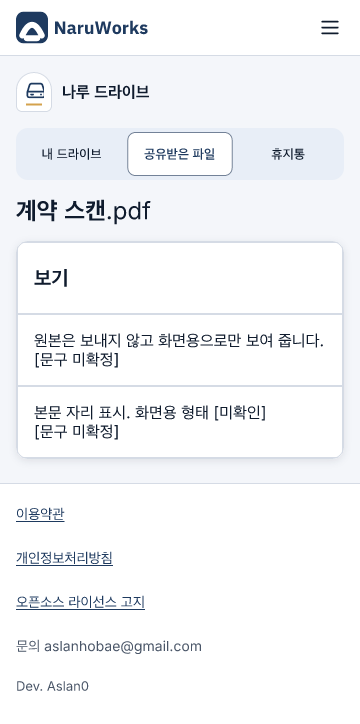 NaruWorks
나루 드라이브
내 드라이브
공유받은 파일
휴지통
계약 스캔.pdf
보기
원본은 보내지 않고 화면용으로만 보여 줍니다.
[문구 미확정]
본문 자리 표시. 화면용 형태 [미확인]
[문구 미확정]
이용약관
개인정보처리방침
오픈소스 라이선스 고지
문의 aslanhobae@gmail.com
Dev. Aslan0